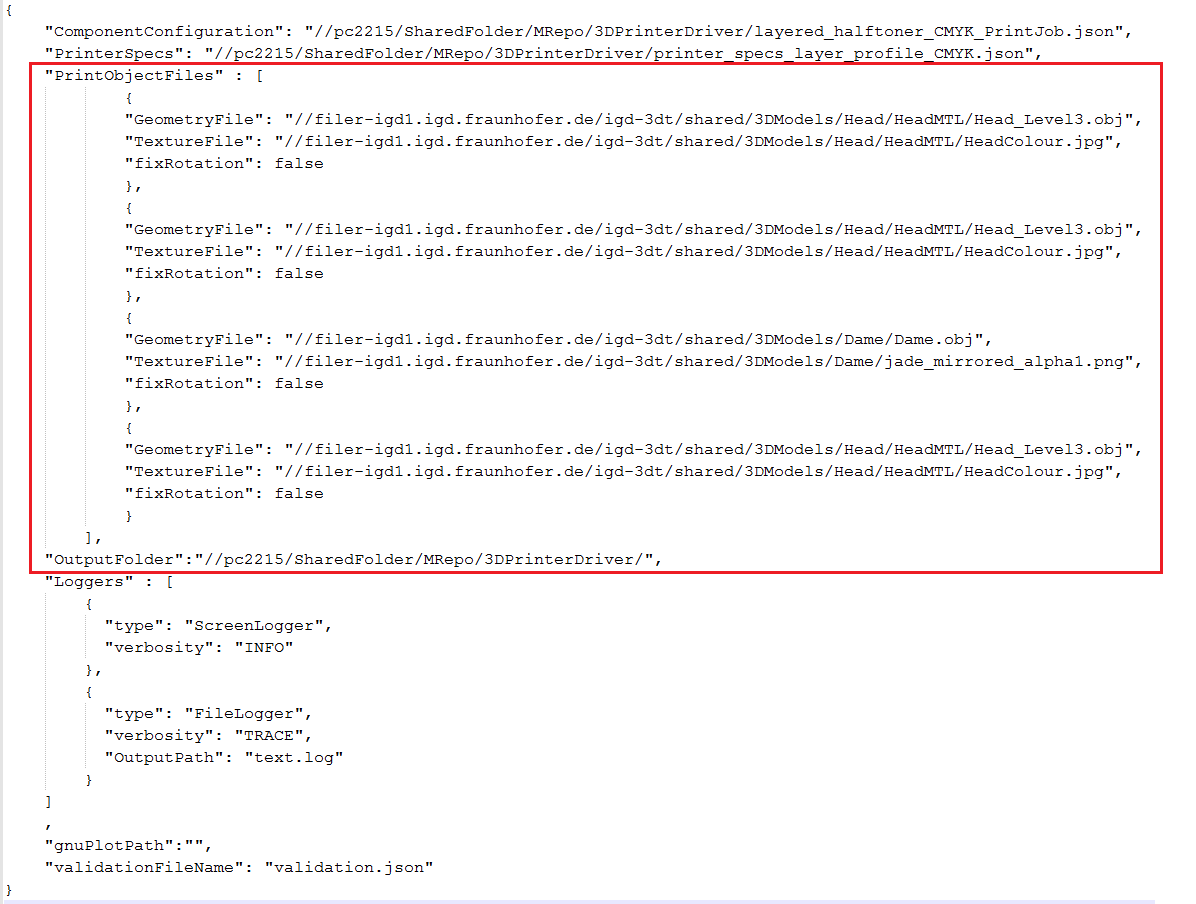 {
"ComponentConfiguration": "//pc2215/SharedFolder/MRepo/3DPrinterDriver/layered_halftoner_CMYK_PrintJob.json",
"PrinterSpecs": "//pc2215/SharedFolder/MRepo/3DPrinterDriver/printer_specs_layer_profile_CMYK.json",
"PrintObjectFiles" : [
{
"GeometryFile": "//filer-igd1.igd.fraunhofer.de/igd-3dt/shared/3DModels/Head/HeadMTL/Head_Level3.obj",
"TextureFile": "//filer-igd1.igd.fraunhofer.de/igd-3dt/shared/3DModels/Head/HeadMTL/HeadColour.jpg",
"fixRotation": false
},
{
"GeometryFile": "//filer-igd1.igd.fraunhofer.de/igd-3dt/shared/3DModels/Head/HeadMTL/Head_Level3.obj",
"TextureFile": "//filer-igd1.igd.fraunhofer.de/igd-3dt/shared/3DModels/Head/HeadMTL/HeadColour.jpg",
"fixRotation": false
},
{
"GeometryFile": "//filer-igd1.igd.fraunhofer.de/igd-3dt/shared/3DModels/Dame/Dame.obj",
"TextureFile": "//filer-igd1.igd.fraunhofer.de/igd-3dt/shared/3DModels/Dame/jade_mirrored_alpha1.png",
"fixRotation": false
},
{
"GeometryFile": "//filer-igd1.igd.fraunhofer.de/igd-3dt/shared/3DModels/Head/HeadMTL/Head_Level3.obj",
"TextureFile": "//filer-igd1.igd.fraunhofer.de/igd-3dt/shared/3DModels/Head/HeadMTL/HeadColour.jpg",
"fixRotation": false
}
],
"OutputFolder":"//pc2215/SharedFolder/MRepo/3DPrinterDriver/",
"Loggers" : [
{
"type": "ScreenLogger",
"verbosity": "INFO"
},
{
"type": "FileLogger",
"verbosity": "TRACE",
"OutputPath": "text.log"
}
]
,
"gnuPlotPath":"",
"validationFileName": "validation.json"
}